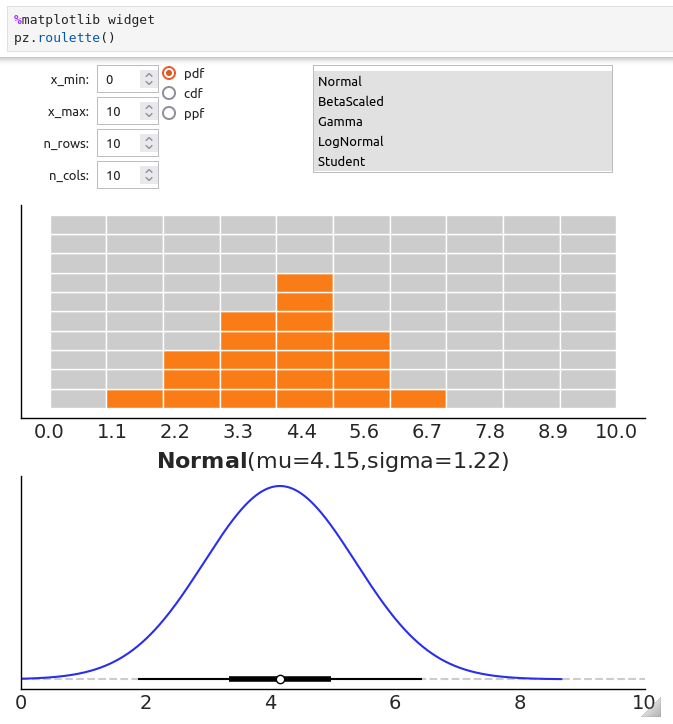 %matplotlib widget
pz.roulette()
x_min: 0
x_max: 10
n_rows: 10
n_cols: 10
pdf
cdf
ppf
Normal
BetaScaled
Gamma
LogNormal
Student
0.0 1.1 2.2 3.3 4.4 5.6 6.7 7.8 8.9 10.0
Normal(mu=4.15,sigma=1.22)
0 2 4 6 8 10